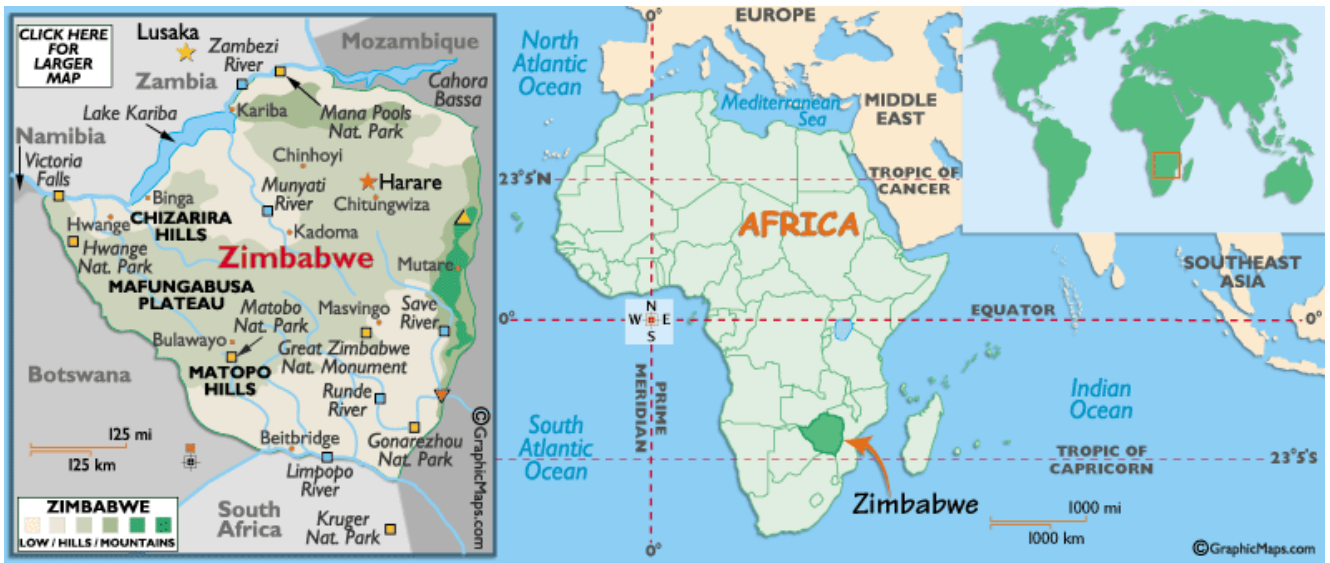 CLICK HERE
FOR
LARGER
MAP
Lusaka
Zambezi
River
Mozambique
Zambia
Cahora
Bassa
Lake Kariba
Kariba
Mana Pools
Nat. Park
Namibia
Victoria
Falls
Chinhoyi
Harare
Munyati
River
Chitungwiza
Binga
CHIZARIRA
HILLS
Hwange
Kadoma
Hwange
Nat. Park
Zimbabwe
Mutare
MAFUNGABUSA
PLATEAU
Matobo
Nat. Park
Masvingo
Save
River
Bulawayo
Great Zimbabwe
Nat. Monument
MATOPO
HILLS
Botswana
Runde
River
125 mi
125 km
Beitbridge
Gonarezhou
Nat. Park
Limpopo
River
South
Africa
Kruger
Nat. Park
ZIMBABWE
LOW / HILLS / MOUNTAINS
©GraphicMaps.com
0°
EUROPE
North
Atlantic
Ocean
Mediterranean
Sea
MIDDLE
EAST
23°5'N
TROPIC OF
CANCER
AFRICA
SOUTHEAST
ASIA
N
W E
S
0°
EQUATOR
0°
PRIME
MERIDIAN
Indian
Ocean
South
Atlantic
Ocean
TROPIC OF
CAPRICORN
23°5'S
Zimbabwe
1000 mi
1000 km
0°
©GraphicMaps.com